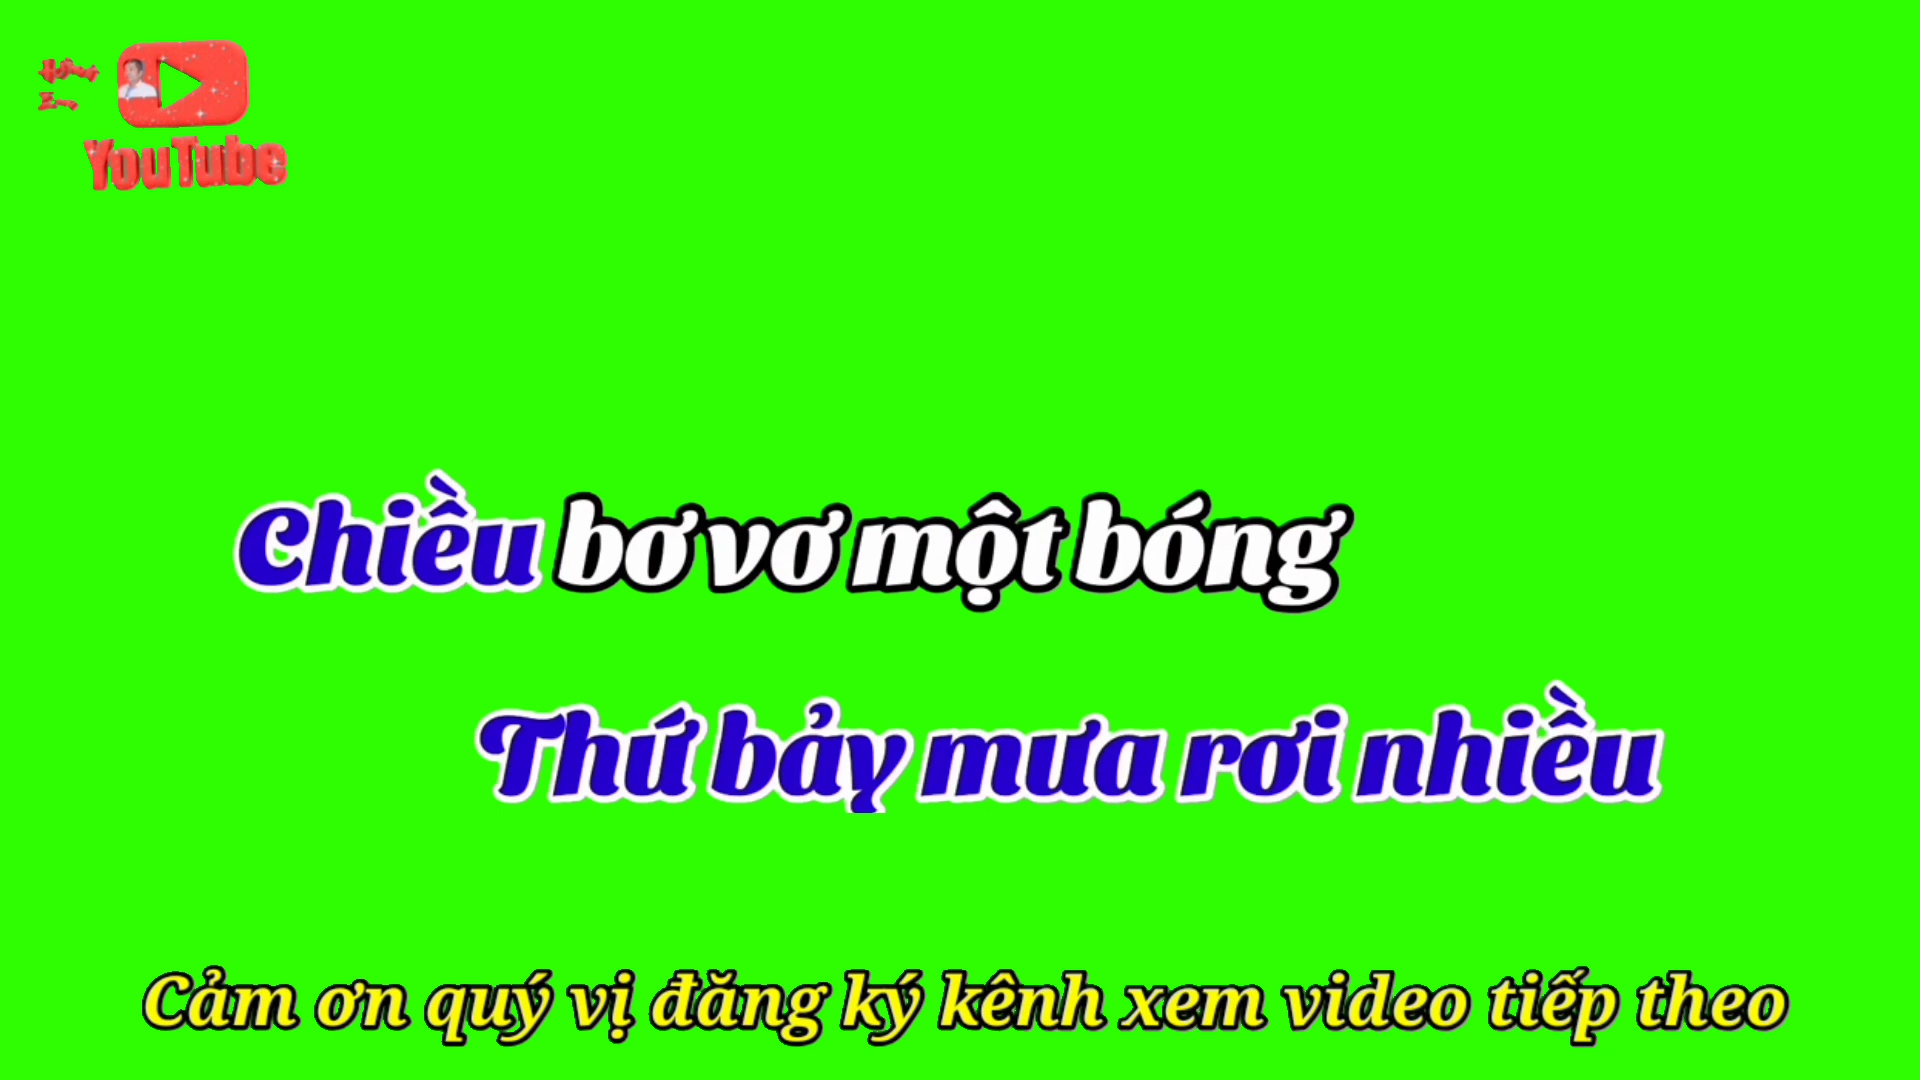 YouTube
Chiều bơ vơ một bóng
Thứ bảy mưa rơi nhiều
Cảm ơn quý vị đăng ký kênh xem video tiếp theo